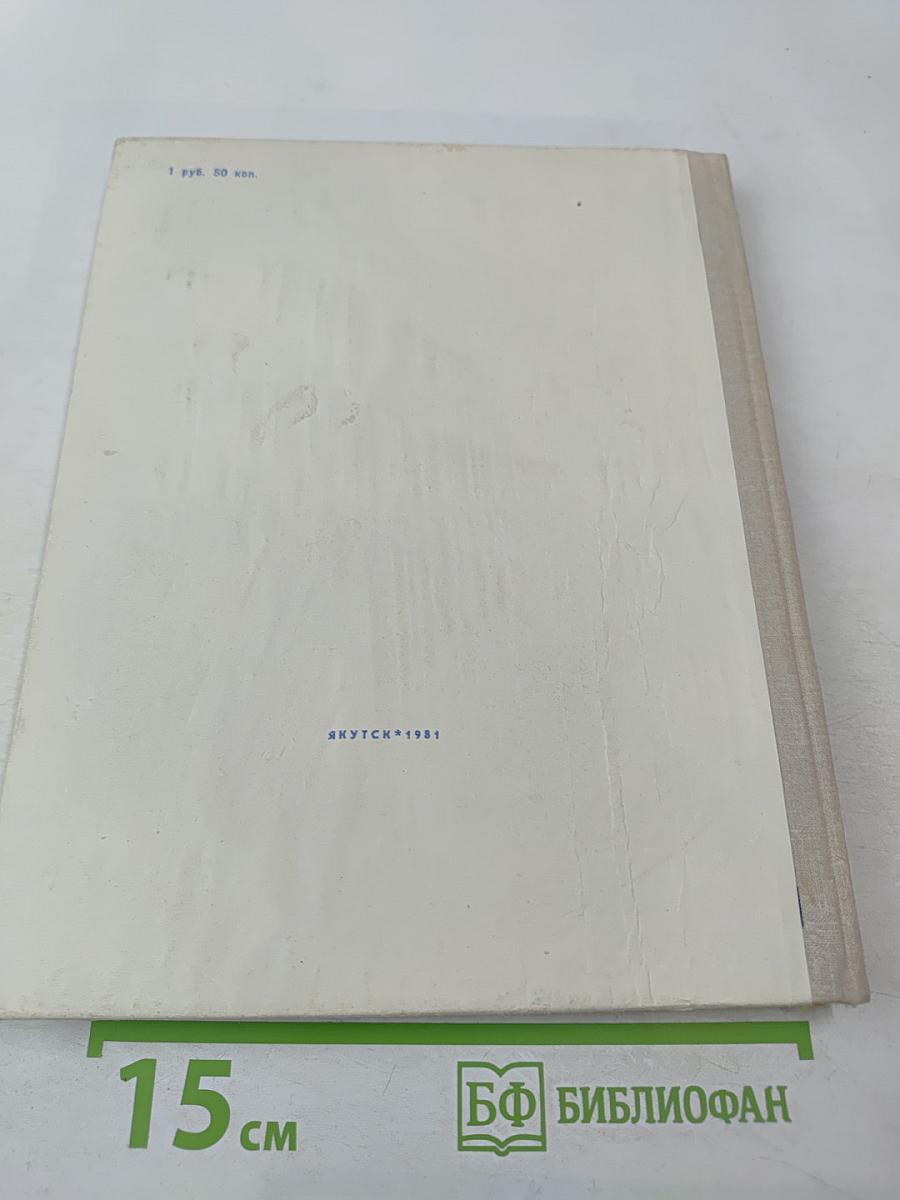 1 руб. 50 коп.
ЯКУТСК*1981
15 см
БФ БИБЛИОФАН